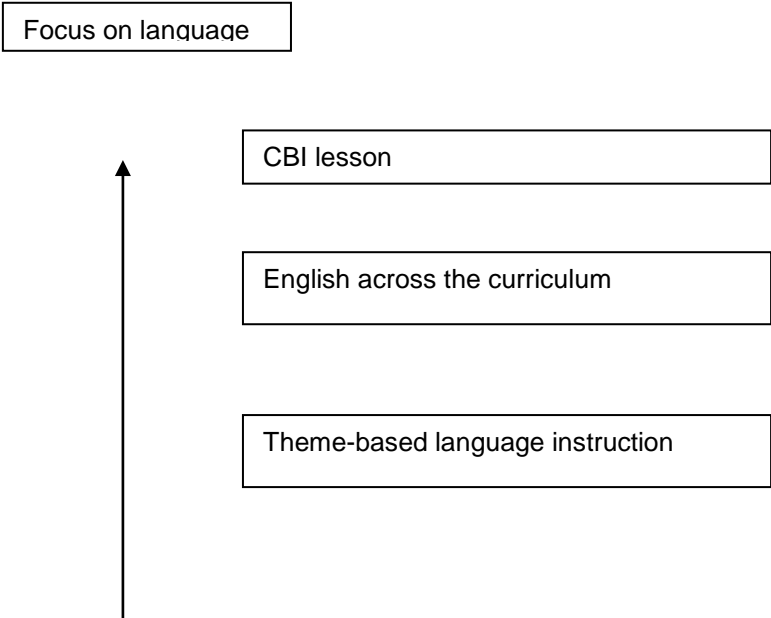 Focus on language
CBI lesson
English across the curriculum
Theme-based language instruction